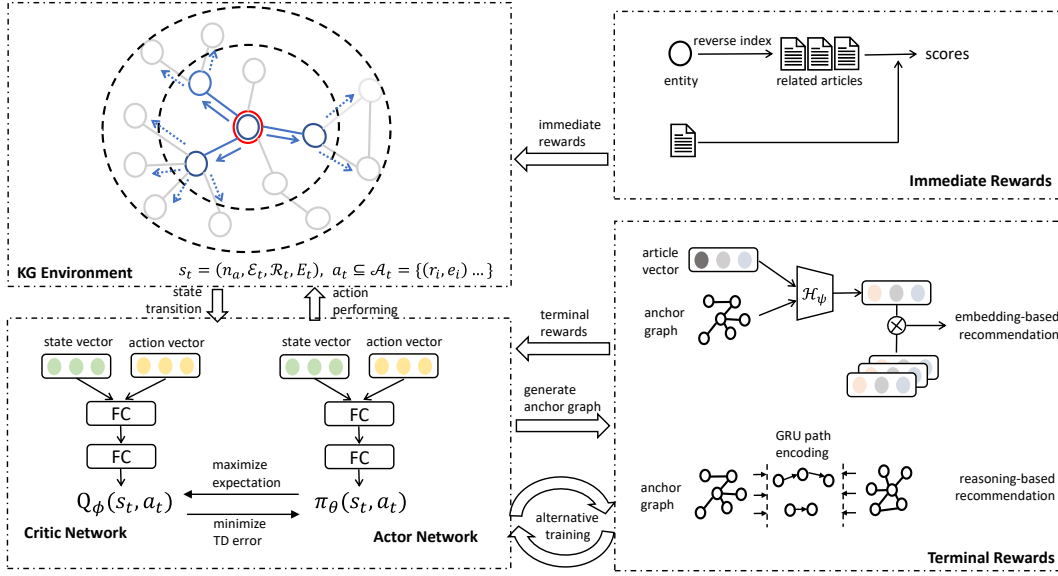 KG Environment
s_t = (n_a, ℰ_t, ℛ_t, E_t), a_t ⊆ 𝒜_t = {(r_i, e_i) ...}
immediate
rewards
reverse index
entity
related articles
scores
Immediate Rewards
state
transition
action
performing
state vector
action vector
FC
FC
Q_ϕ(s_t, a_t)
Critic Network
maximize
expectation
minimize
TD error
state vector
action vector
FC
FC
π_θ(s_t, a_t)
Actor Network
terminal
rewards
generate
anchor graph
alternative
training
article
vector
anchor
graph
ℋ_ψ
embedding-based
recommendation
GRU path
encoding
anchor
graph
reasoning-based
recommendation
Terminal Rewards